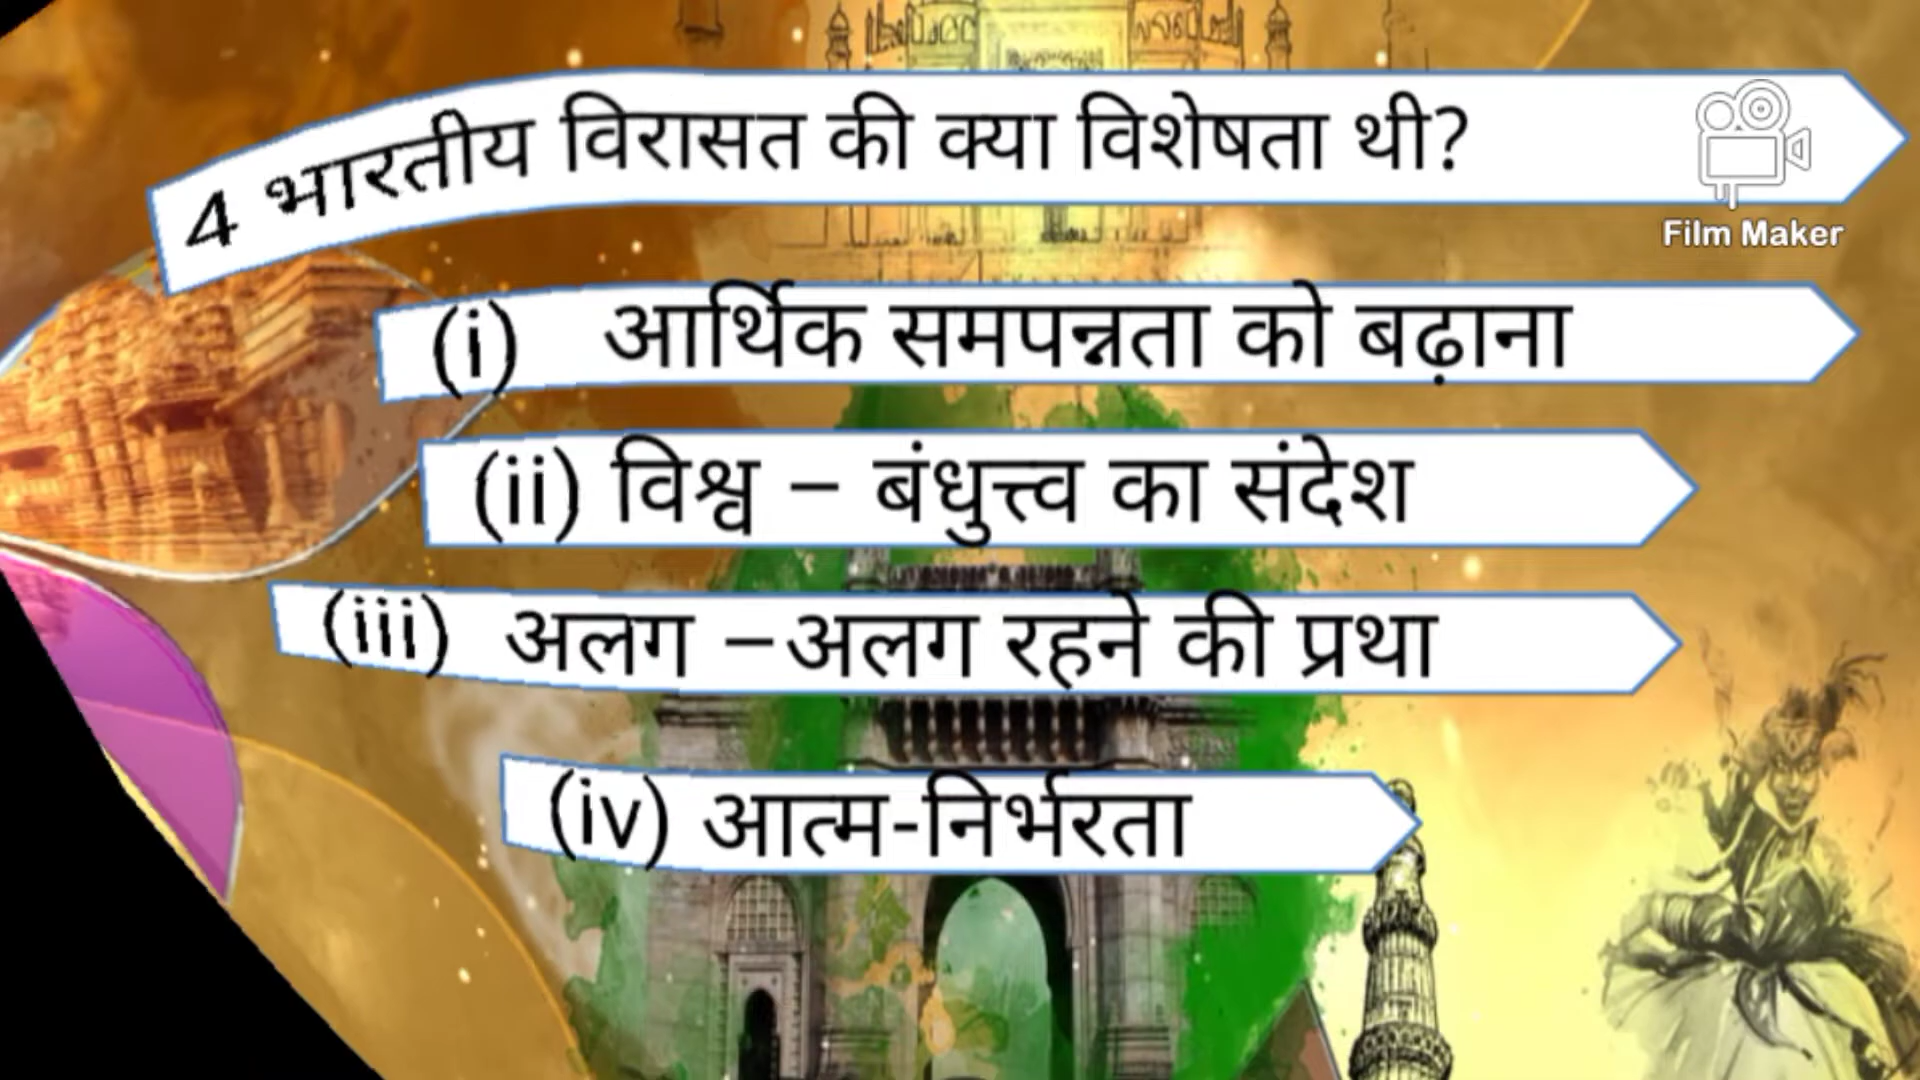 4 भारतीय विरासत की क्या विशेषता थी?
Film Maker
(i) आर्थिक समपन्नता को बढ़ाना
(ii) विश्व – बंधुत्त्व का संदेश
(iii) अलग –अलग रहने की प्रथा
(iv) आत्म-निर्भरता